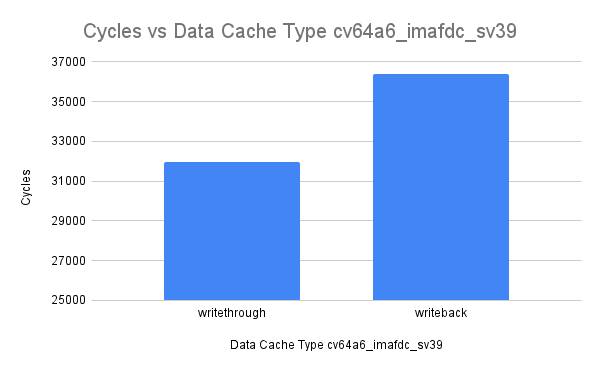 Cycles vs Data Cache Type cv64a6_imafdc_sv39
37000
35000
33000
31000
29000
27000
25000
Cycles
writethrough
writeback
Data Cache Type cv64a6_imafdc_sv39